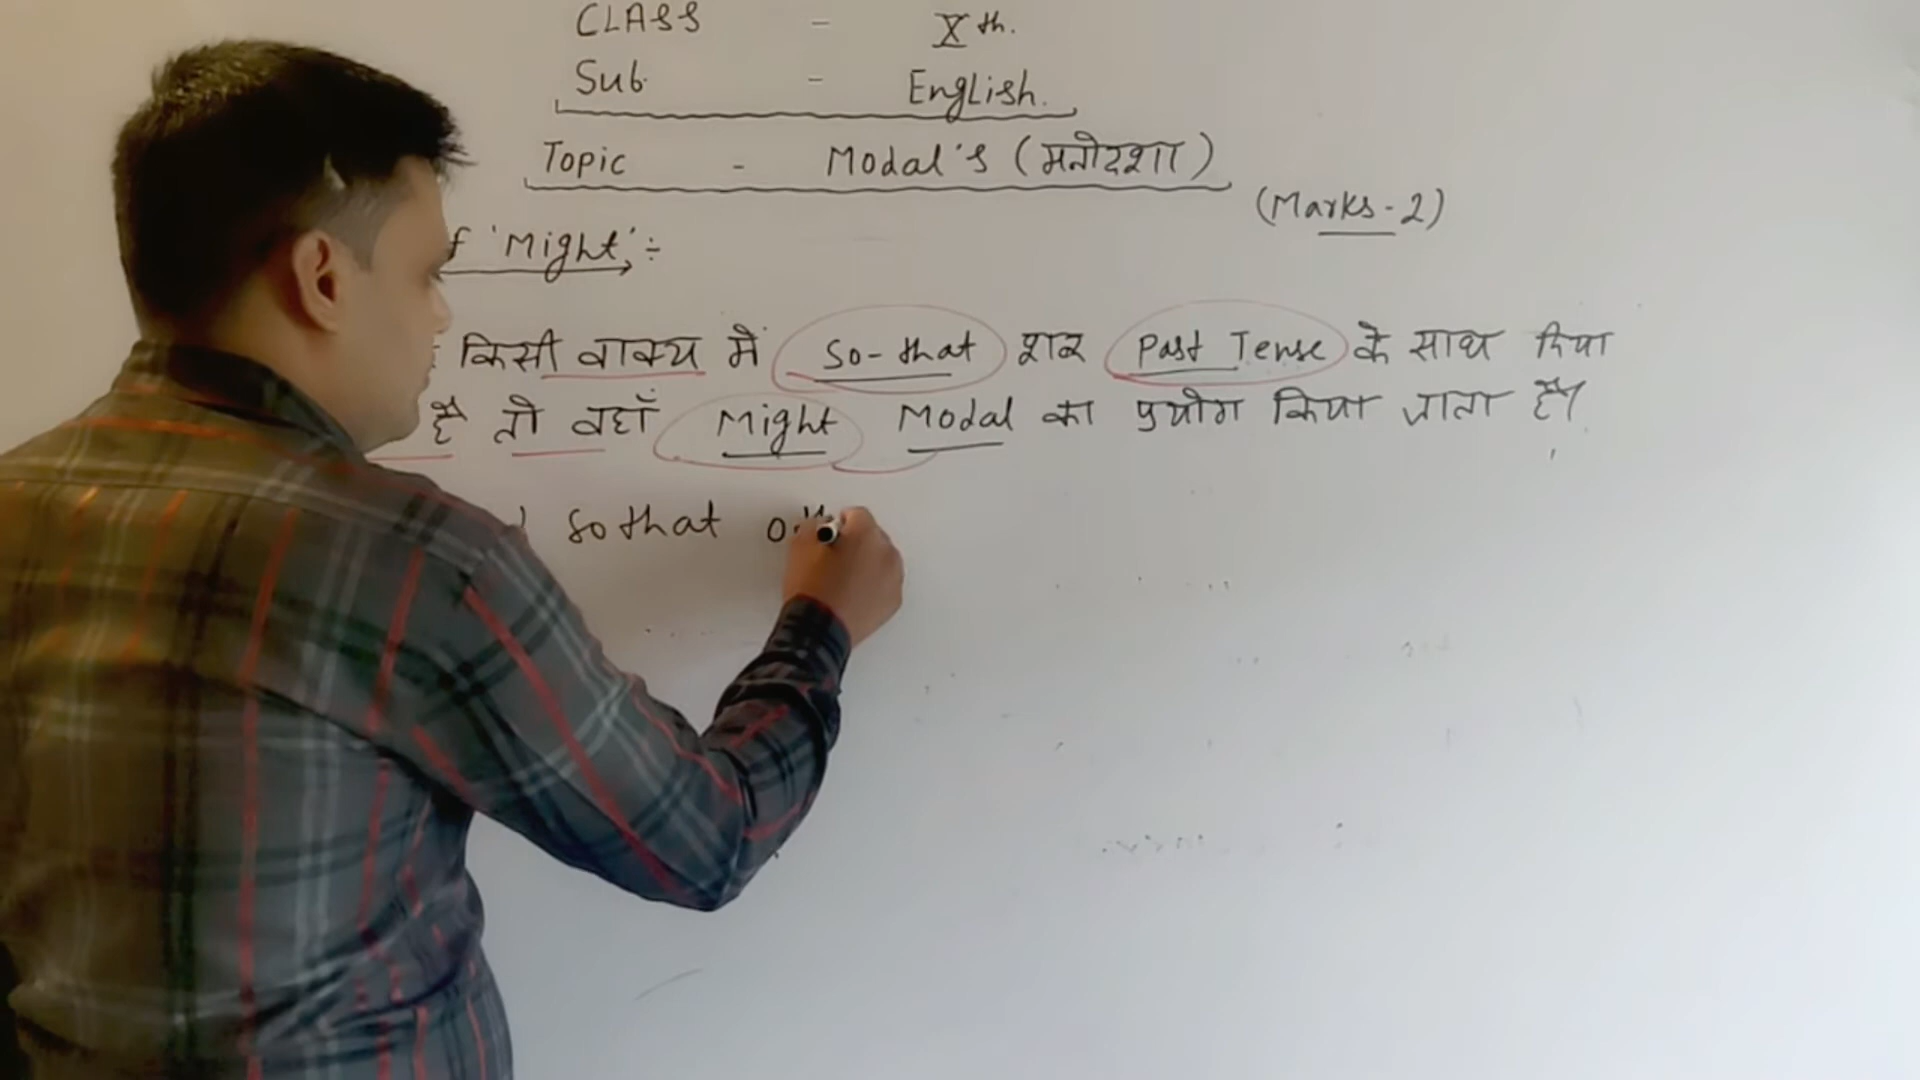 CLASS - Xth.
Sub. - English.
Topic - Modal's (मनोदशा)
(Marks-2)
f 'Might' ÷
किसी वाक्य में so-that शब्द Past Tense के साथ दिया
है तो वहाँ Might Modal का प्रयोग किया जाता है।
so that